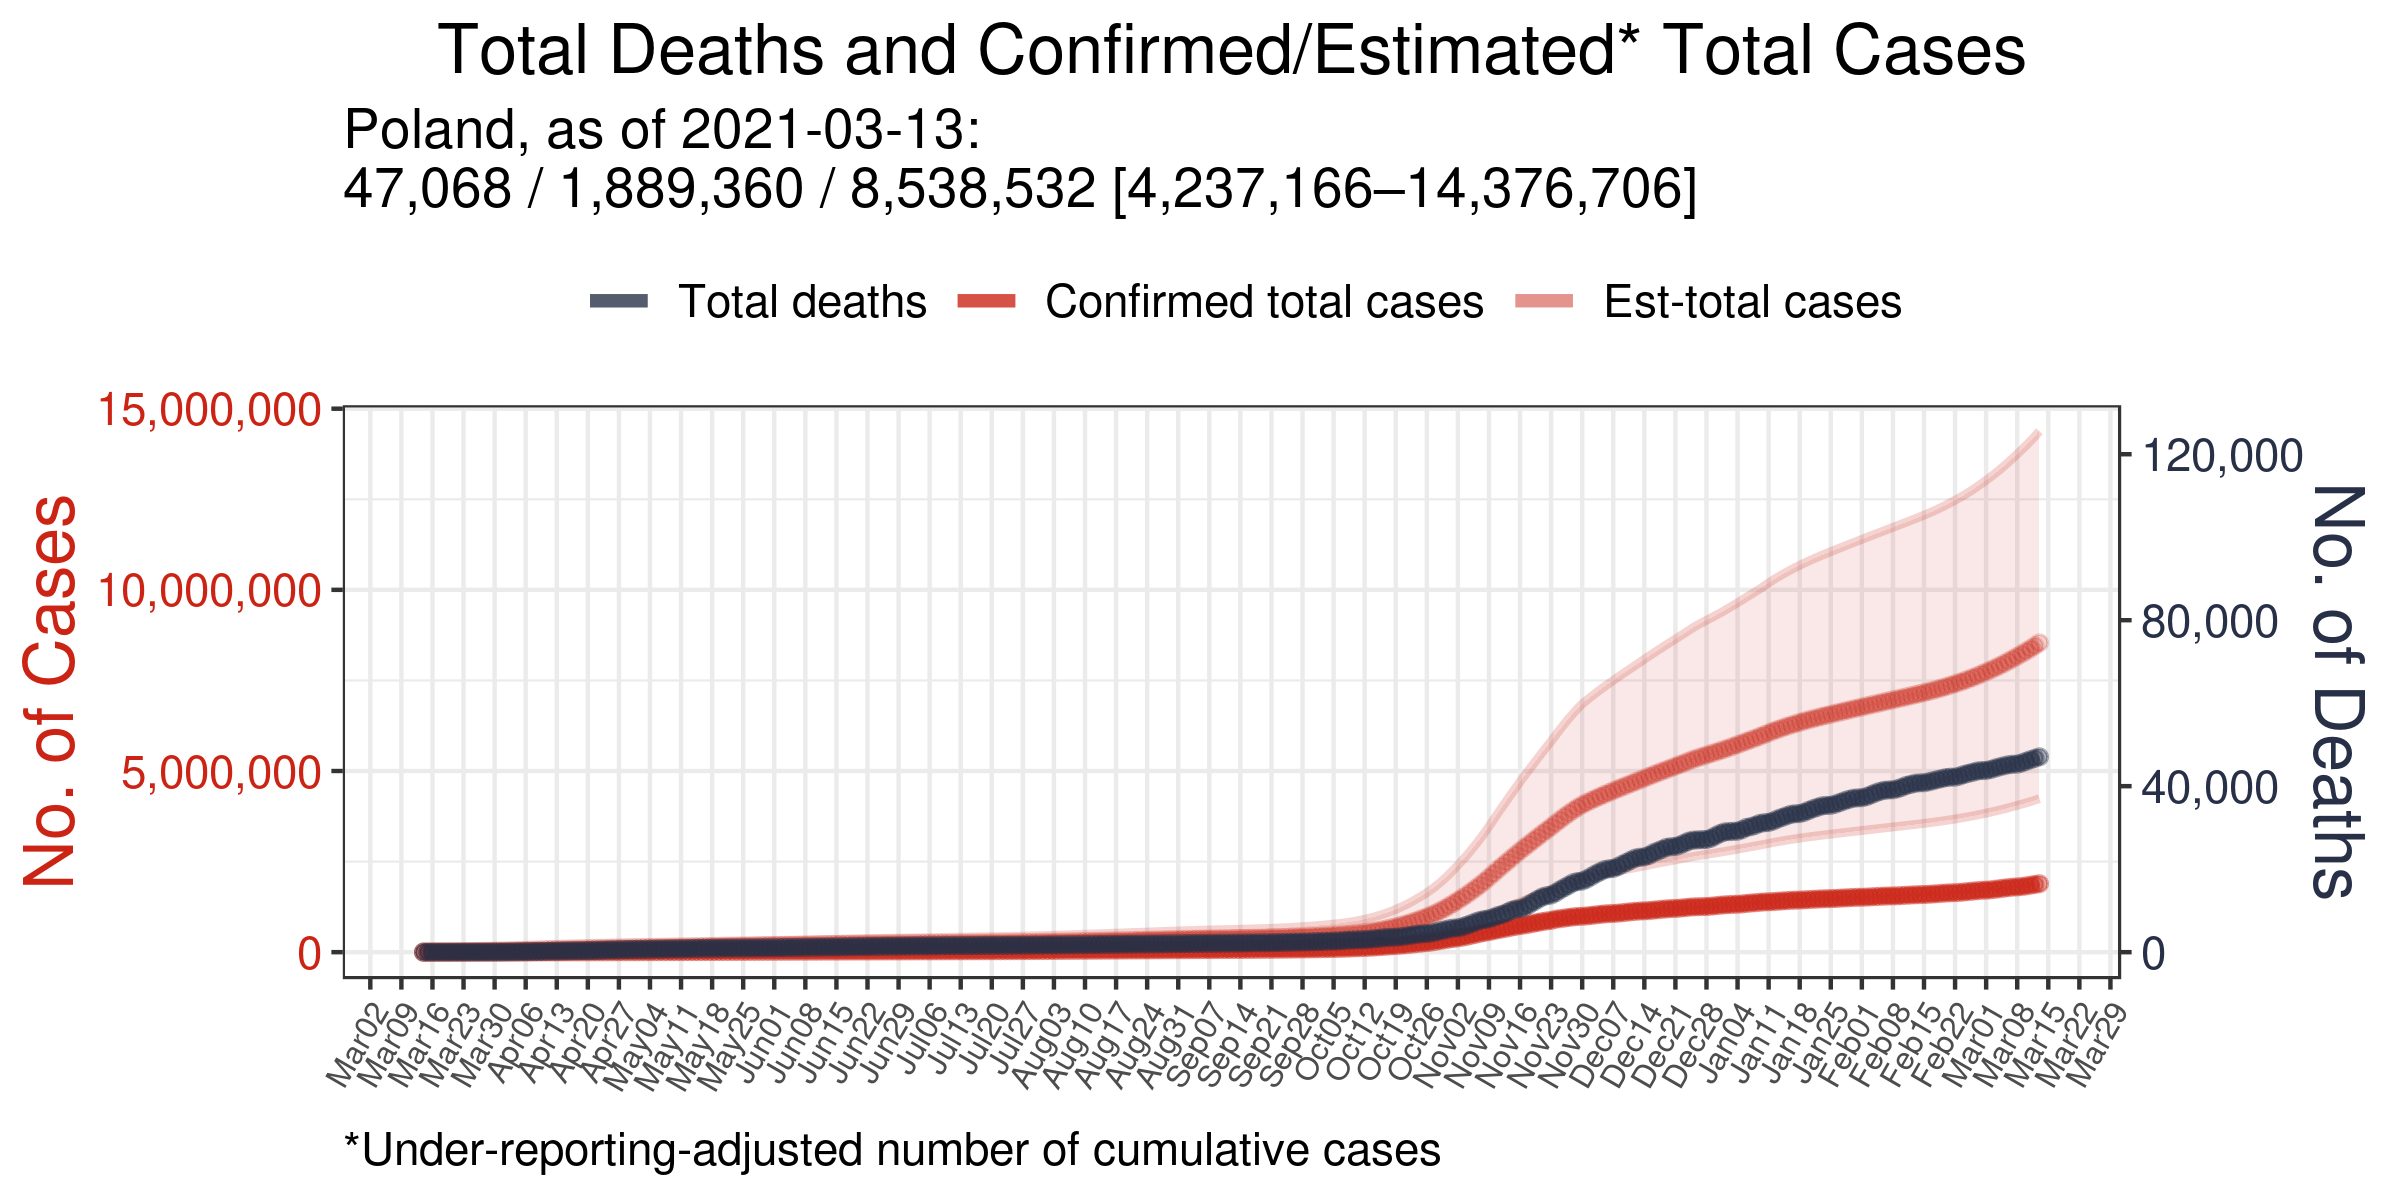 Total Deaths and Confirmed/Estimated* Total Cases
Poland, as of 2021-03-13:
47,068 / 1,889,360 / 8,538,532 [4,237,166–14,376,706]
Total deaths
Confirmed total cases
Est-total cases
No. of Cases
15,000,000
10,000,000
5,000,000
0
120,000
80,000
40,000
0
No. of Deaths
Mar02
Mar09
Mar16
Mar23
Mar30
Apr06
Apr13
Apr20
Apr27
May04
May11
May18
May25
Jun01
Jun08
Jun15
Jun22
Jun29
Jul06
Jul13
Jul20
Jul27
Aug03
Aug10
Aug17
Aug24
Aug31
Sep07
Sep14
Sep21
Sep28
Oct05
Oct12
Oct19
Oct26
Nov02
Nov09
Nov16
Nov23
Nov30
Dec07
Dec14
Dec21
Dec28
Jan04
Jan11
Jan18
Jan25
Feb01
Feb08
Feb15
Feb22
Mar01
Mar08
Mar15
Mar22
Mar29
*Under-reporting-adjusted number of cumulative cases